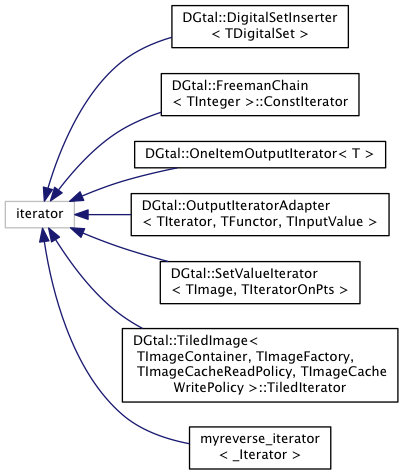 DGtal::DigitalSetInserter
< TDigitalSet >
DGtal::FreemanChain
< TInteger >::ConstIterator
DGtal::OneItemOutputIterator< T >
iterator
DGtal::OutputIteratorAdapter
< TIterator, TFunctor, TInputValue >
DGtal::SetValueIterator
< TImage, TIteratorOnPts >
DGtal::TiledImage<
TImageContainer, TImageFactory,
TImageCacheReadPolicy, TImageCache
WritePolicy >::TiledIterator
myreverse_iterator
< _Iterator >